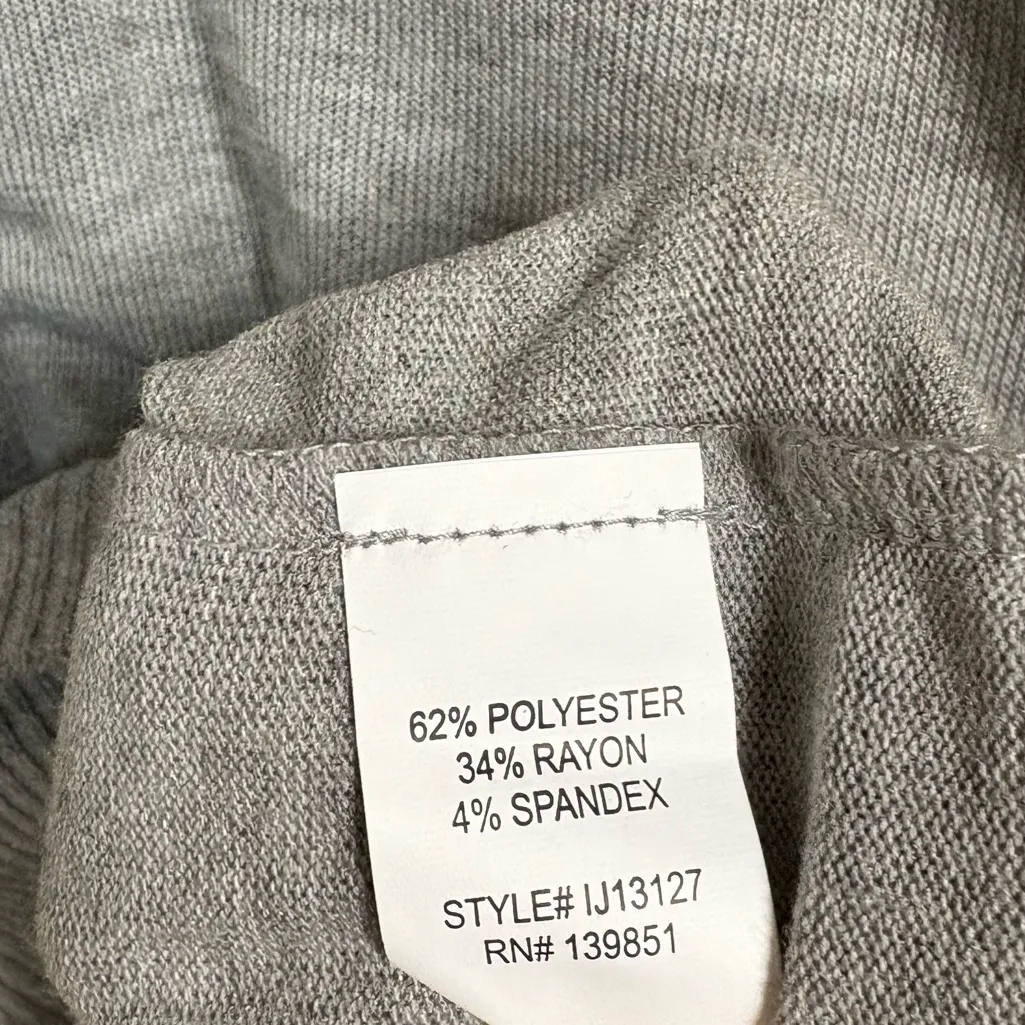 62% POLYESTER
34% RAYON
4% SPANDEX
STYLE# IJ13127
RN# 139851